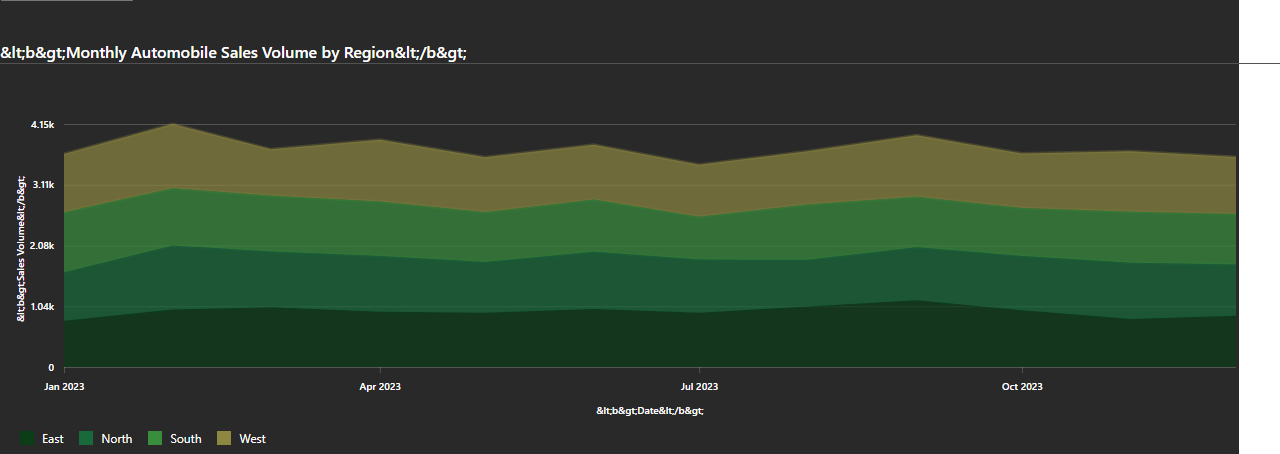 &lt;b&gt;Monthly Automobile Sales Volume by Region&lt;/b&gt;
4.15k
3.11k
2.08k
1.04k
0
&lt;b&gt;Sales Volume&lt;/b&gt;
Jan 2023 Apr 2023 Jul 2023 Oct 2023
&lt;b&gt;Date&lt;/b&gt;
East North South West